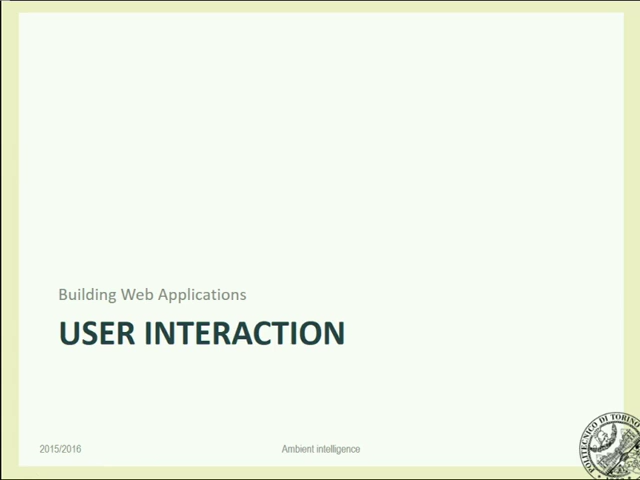 Building Web Applications
USER INTERACTION
2015/2016
Ambient intelligence
POLITECNICO DI TORINO